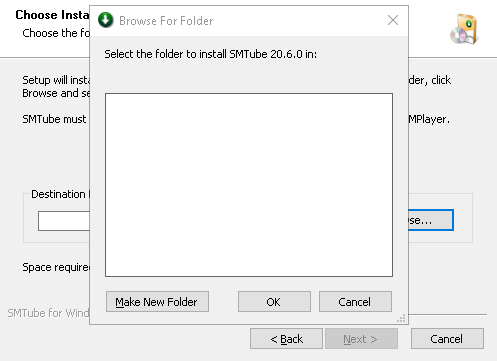 Choose Insta
Browse For Folder
Choose the fo
Select the folder to install SMTube 20.6.0 in:
Setup will insta
der, click
Browse and se
SMTube must
MPlayer.
Destination
se...
Space required
Make New Folder
OK
Cancel
SMTube for Wind
< Back
Next >
Cancel